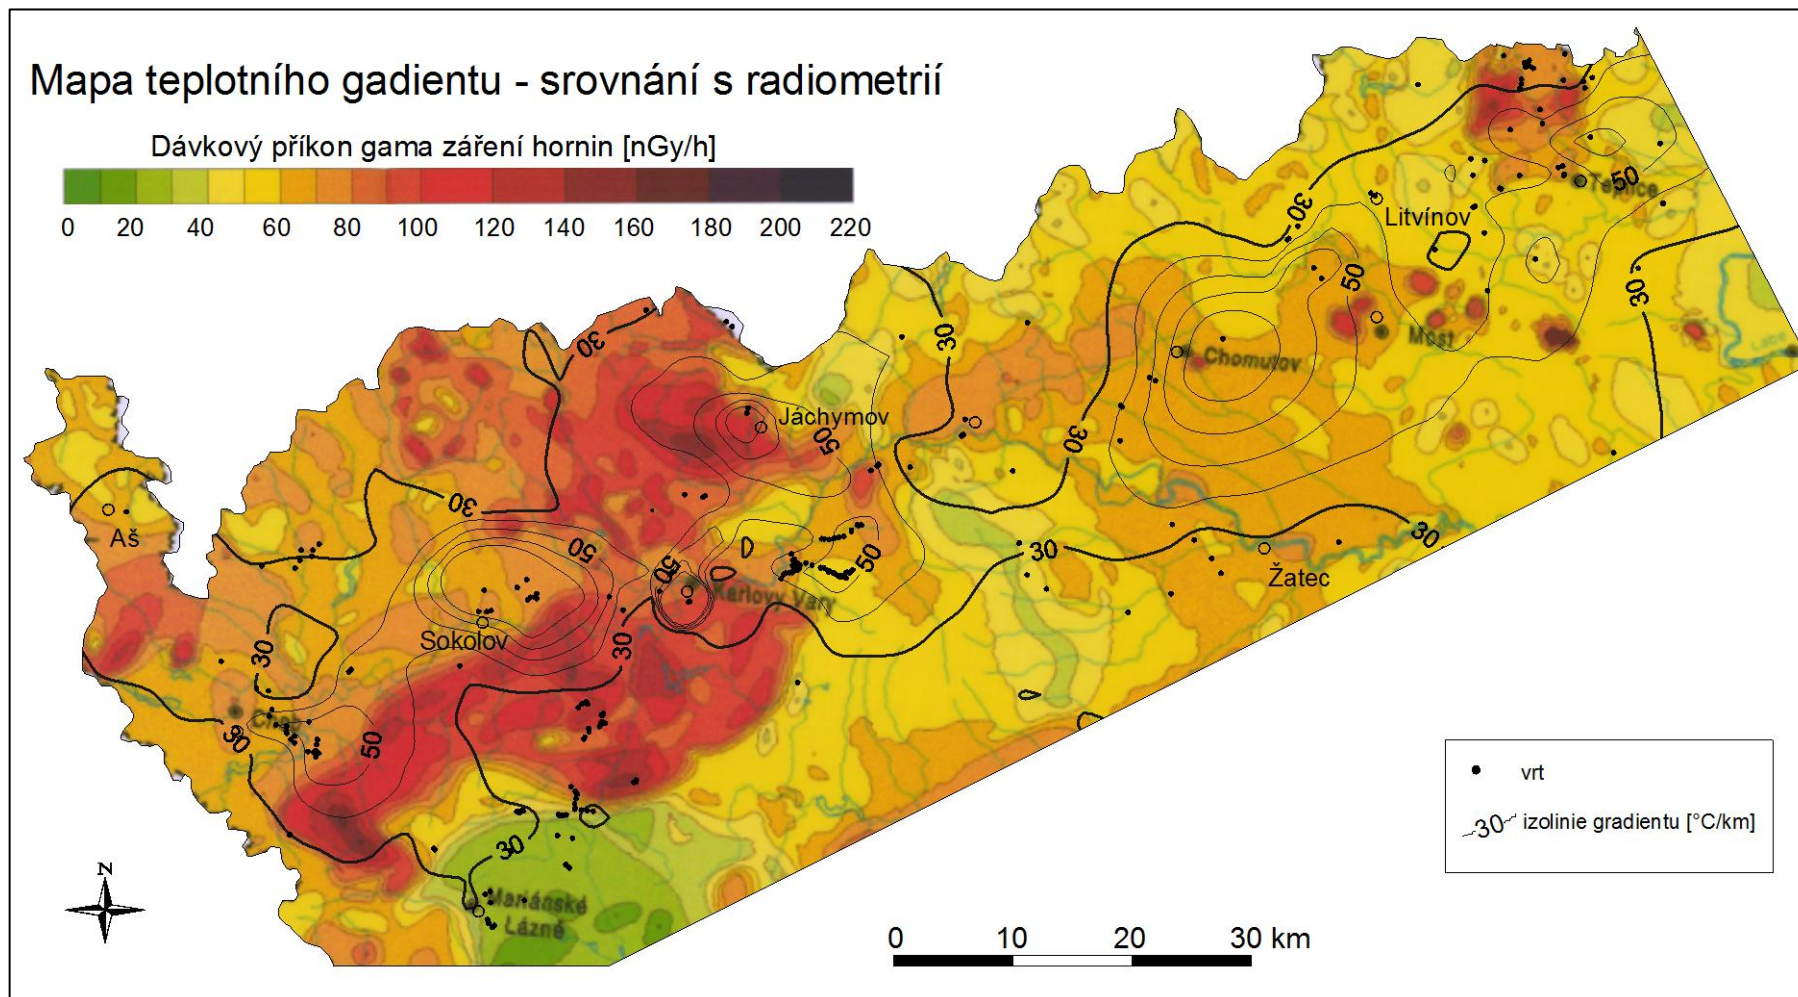 Mapa teplotního gadientu - srovnání s radiometrií
Dávkový příkon gama záření hornin [nGy/h]
0 20 40 60 80 100 120 140 160 180 200 220
50
Teplice
30
Litvínov
50
30
30
Most
30
Chomutov
Jáchymov
50
30
30
Aš
50
50
50
30
30
Žatec
Karlovy Vary
Sokolov
30
30
Cheb
30
50
30
Mariánské
Lázně
Labe
N
vrt
30 izolinie gradientu [°C/km]
0 10 20 30 km